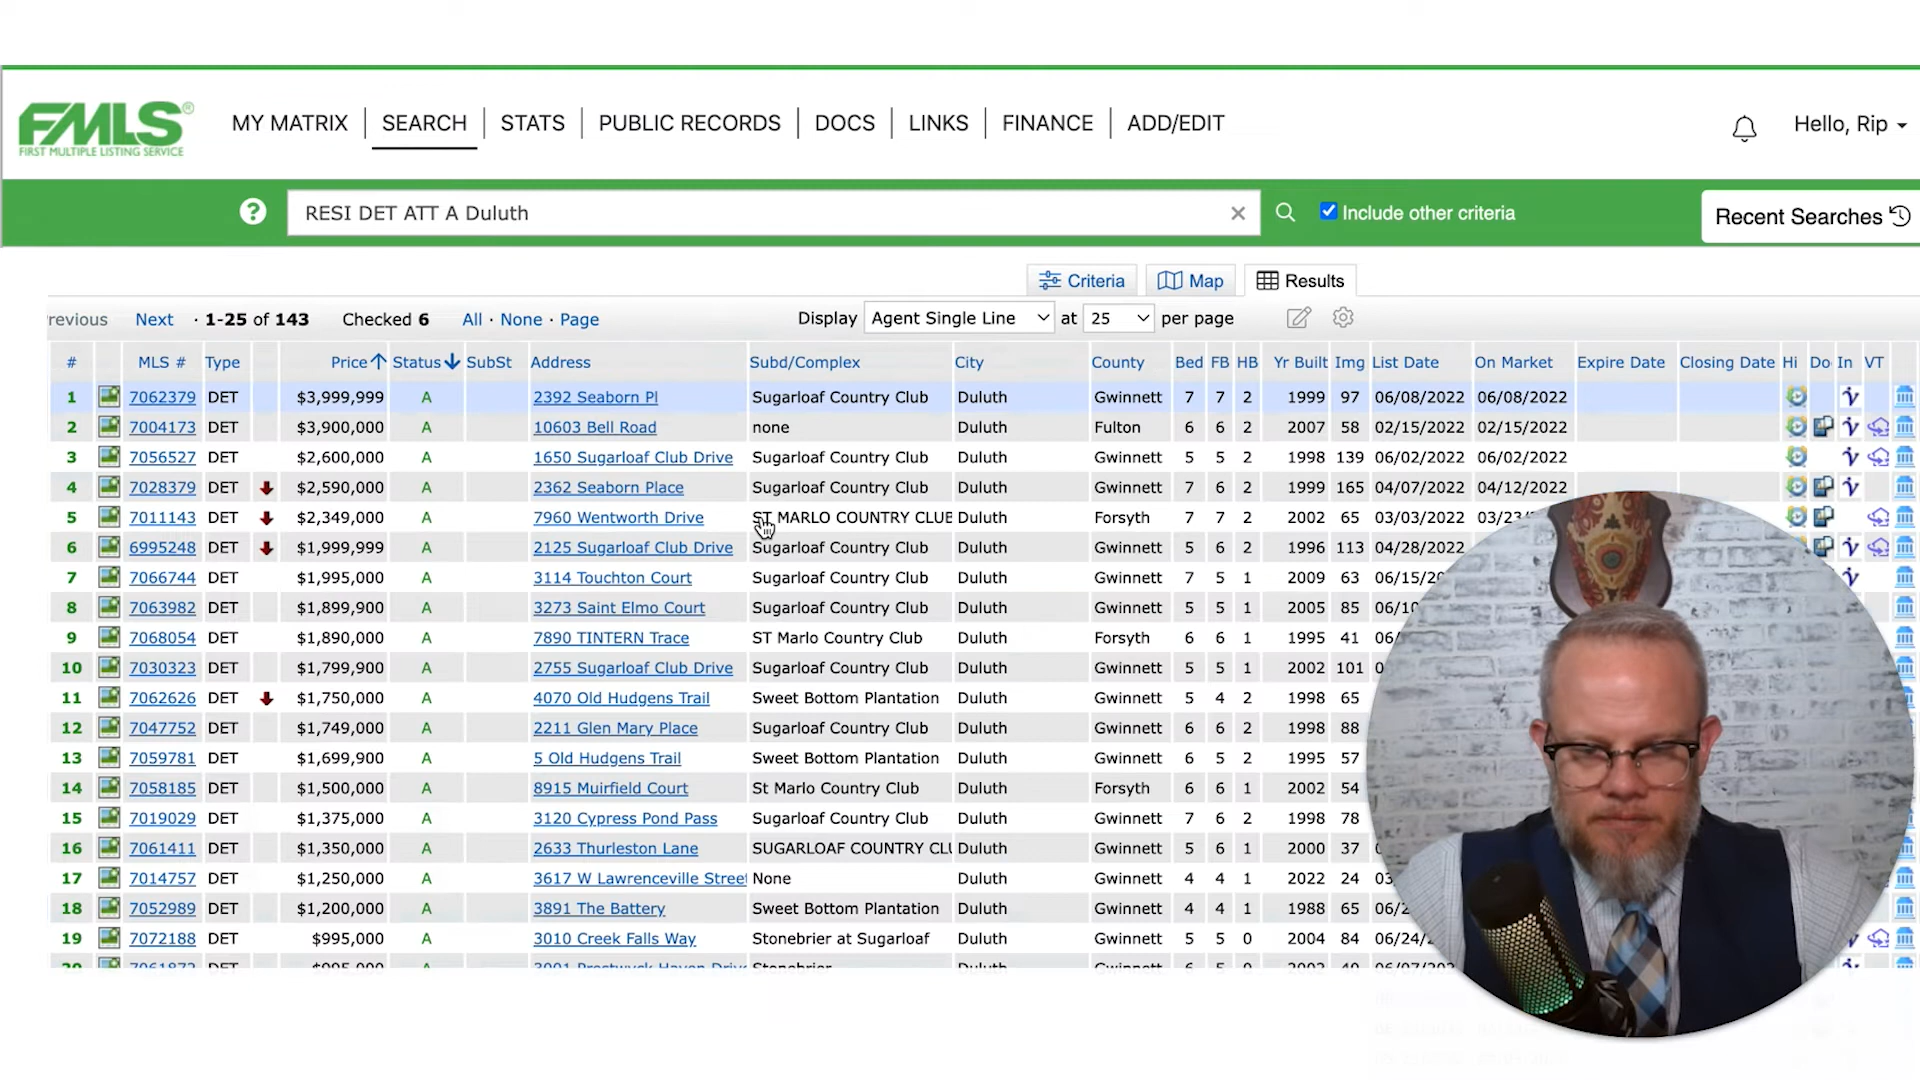 FMLS®
FIRST MULTIPLE LISTING SERVICE
MY MATRIX SEARCH STATS PUBLIC RECORDS DOCS LINKS FINANCE ADD/EDIT
Hello, Rip
? RESI DET ATT A Duluth
Include other criteria
Recent Searches
Criteria Map Results
revious Next · 1-25 of 143 Checked 6 All · None · Page Display Agent Single Line at 25 per page
# MLS # Type Price Status SubSt Address Subd/Complex City County Bed FB HB Yr Built Img List Date On Market Expire Date Closing Date Hi Do In VT
1 7062379 DET $3,999,999 A 2392 Seaborn Pl Sugarloaf Country Club Duluth Gwinnett 7 7 2 1999 97 06/08/2022 06/08/2022
2 7004173 DET $3,900,000 A 10603 Bell Road none Duluth Fulton 6 6 2 2007 58 02/15/2022 02/15/2022
3 7056527 DET $2,600,000 A 1650 Sugarloaf Club Drive Sugarloaf Country Club Duluth Gwinnett 5 5 2 1998 139 06/02/2022 06/02/2022
4 7028379 DET $2,590,000 A 2362 Seaborn Place Sugarloaf Country Club Duluth Gwinnett 7 6 2 1999 165 04/07/2022 04/12/2022
5 7011143 DET $2,349,000 A 7960 Wentworth Drive ST MARLO COUNTRY CLUB Duluth Forsyth 7 7 2 2002 65 03/03/2022 03/23/
6 6995248 DET $1,999,999 A 2125 Sugarloaf Club Drive Sugarloaf Country Club Duluth Gwinnett 5 6 2 1996 113 04/28/2022
7 7066744 DET $1,995,000 A 3114 Touchton Court Sugarloaf Country Club Duluth Gwinnett 7 5 1 2009 63 06/15/20
8 7063982 DET $1,899,900 A 3273 Saint Elmo Court Sugarloaf Country Club Duluth Gwinnett 5 5 1 2005 85 06/10
9 7068054 DET $1,890,000 A 7890 TINTERN Trace ST Marlo Country Club Duluth Forsyth 6 6 1 1995 41 06/
10 7030323 DET $1,799,900 A 2755 Sugarloaf Club Drive Sugarloaf Country Club Duluth Gwinnett 5 5 1 2002 101 0
11 7062626 DET $1,750,000 A 4070 Old Hudgens Trail Sweet Bottom Plantation Duluth Gwinnett 5 4 2 1998 65
12 7047752 DET $1,749,000 A 2211 Glen Mary Place Sugarloaf Country Club Duluth Gwinnett 6 6 2 1998 88
13 7059781 DET $1,699,900 A 5 Old Hudgens Trail Sweet Bottom Plantation Duluth Gwinnett 6 5 2 1995 57
14 7058185 DET $1,500,000 A 8915 Muirfield Court St Marlo Country Club Duluth Forsyth 6 6 1 2002 54
15 7019029 DET $1,375,000 A 3120 Cypress Pond Pass Sugarloaf Country Club Duluth Gwinnett 7 6 2 1998 78
16 7061411 DET $1,350,000 A 2633 Thurleston Lane SUGARLOAF COUNTRY CLU Duluth Gwinnett 5 6 1 2000 37 0
17 7014757 DET $1,250,000 A 3617 W Lawrenceville Street None Duluth Gwinnett 4 4 1 2022 24 03
18 7052989 DET $1,200,000 A 3891 The Battery Sweet Bottom Plantation Duluth Gwinnett 4 4 1 1988 65 06/2
19 7072188 DET $995,000 A 3010 Creek Falls Way Stonebrier at Sugarloaf Duluth Gwinnett 5 5 0 2004 84 06/24/